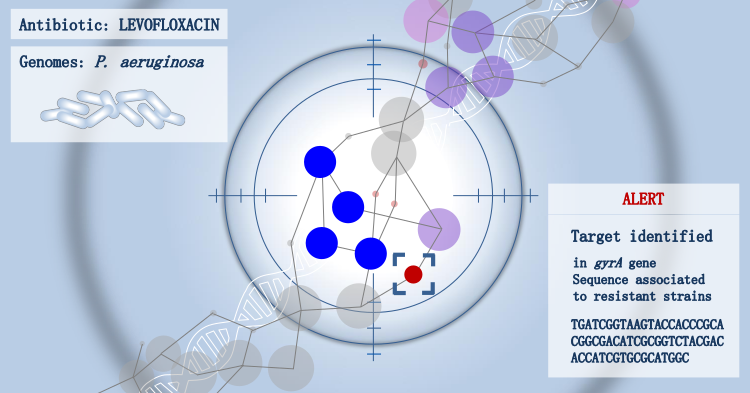 Antibiotic: LEVOFLOXACIN
Genomes: P. aeruginosa
ALERT
Target identified
in gyrA gene
Sequence associated
to resistant strains
TGATCGGTAAGTACCACCCGCA
CGGCGACATCGCGGTCTACGAC
ACCATCGTGCGCATGGC